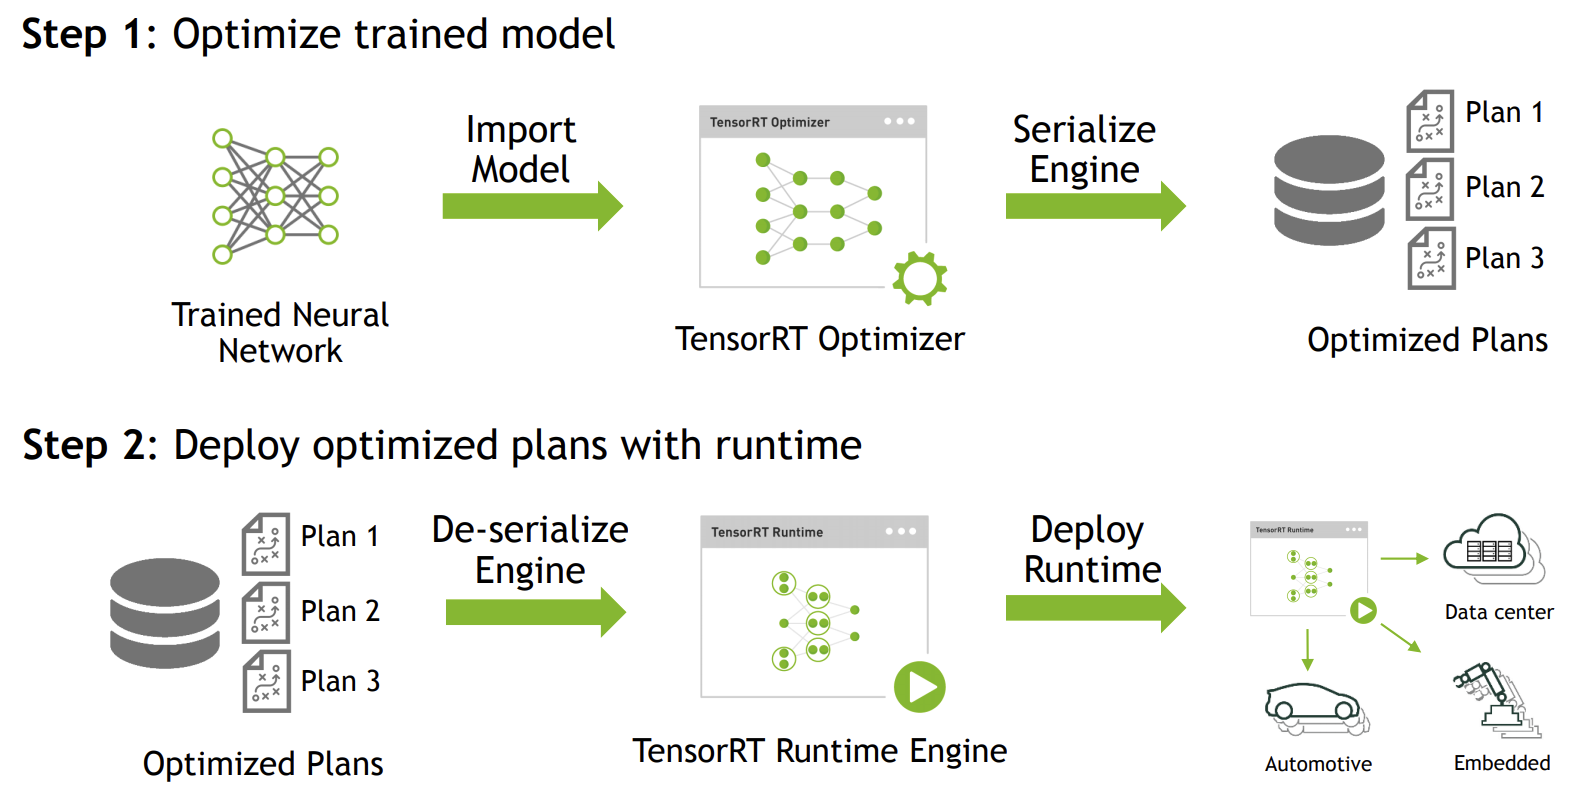 Step 1: Optimize trained model
Import
Model
TensorRT Optimizer
Serialize
Engine
Plan 1
Plan 2
Plan 3
Trained Neural
Network
TensorRT Optimizer
Optimized Plans
Step 2: Deploy optimized plans with runtime
Plan 1
Plan 2
Plan 3
De-serialize
Engine
TensorRT Runtime
Deploy
Runtime
TensorRT Runtime
Data center
Optimized Plans
TensorRT Runtime Engine
Automotive
Embedded